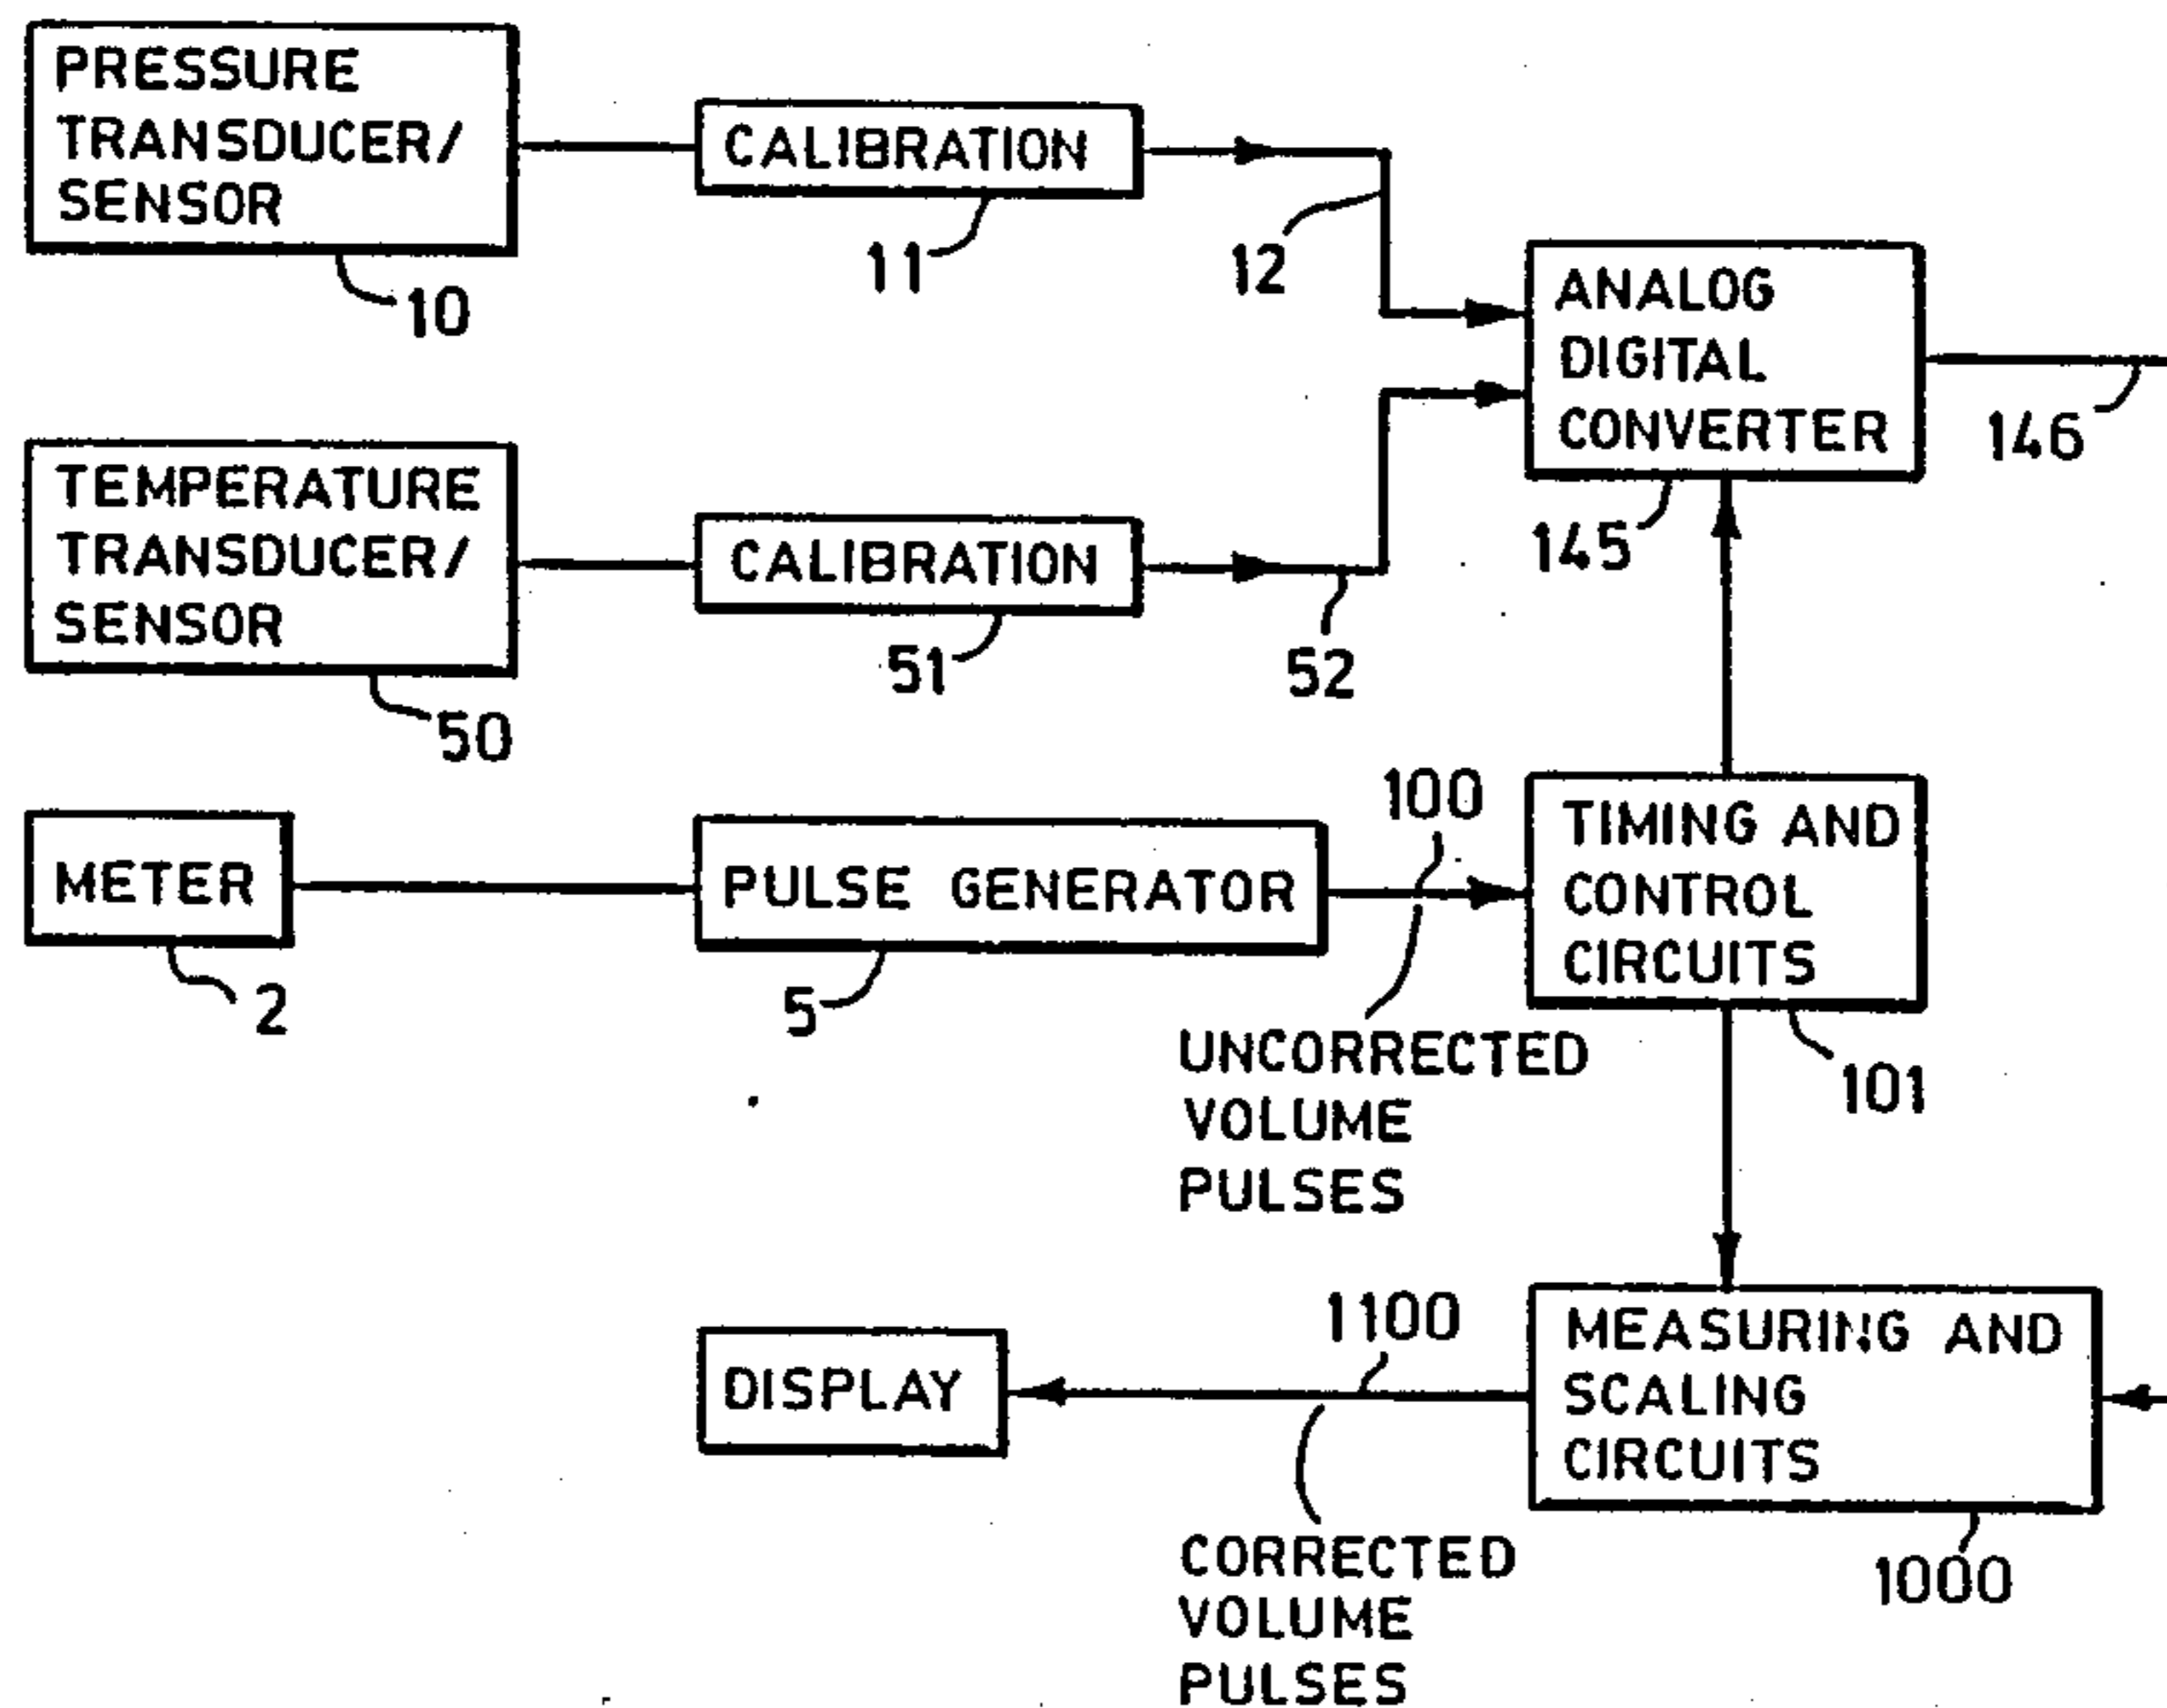 PRESSURE
TRANSDUCER/
SENSOR
10
CALIBRATION
11
12
ANALOG
DIGITAL
CONVERTER
145
146
TEMPERATURE
TRANSDUCER/
SENSOR
50
CALIBRATION
51
52
METER
2
PULSE GENERATOR
5
100
UNCORRECTED
VOLUME
PULSES
TIMING AND
CONTROL
CIRCUITS
101
DISPLAY
1100
CORRECTED
VOLUME
PULSES
MEASURING AND
SCALING
CIRCUITS
1000